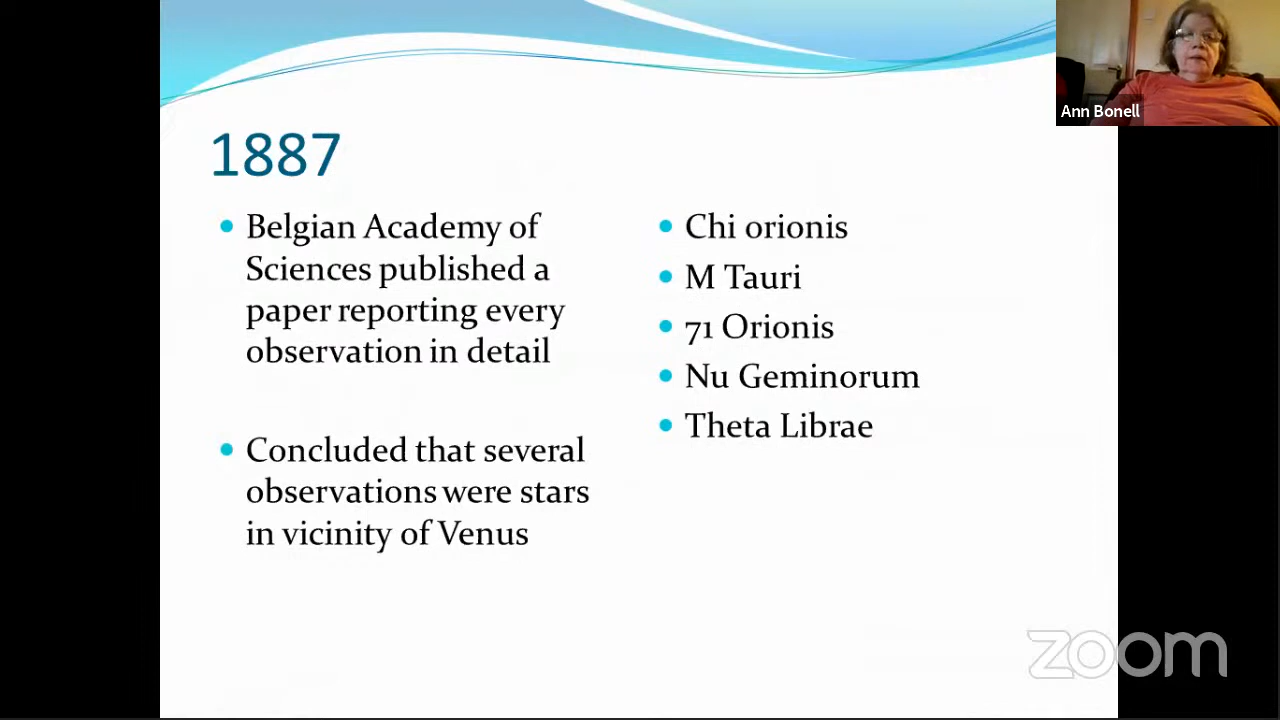 1887
Belgian Academy of
Sciences published a
paper reporting every
observation in detail
Concluded that several
observations were stars
in vicinity of Venus
Chi orionis
M Tauri
71 Orionis
Nu Geminorum
Theta Librae
Ann Bonell
zoom